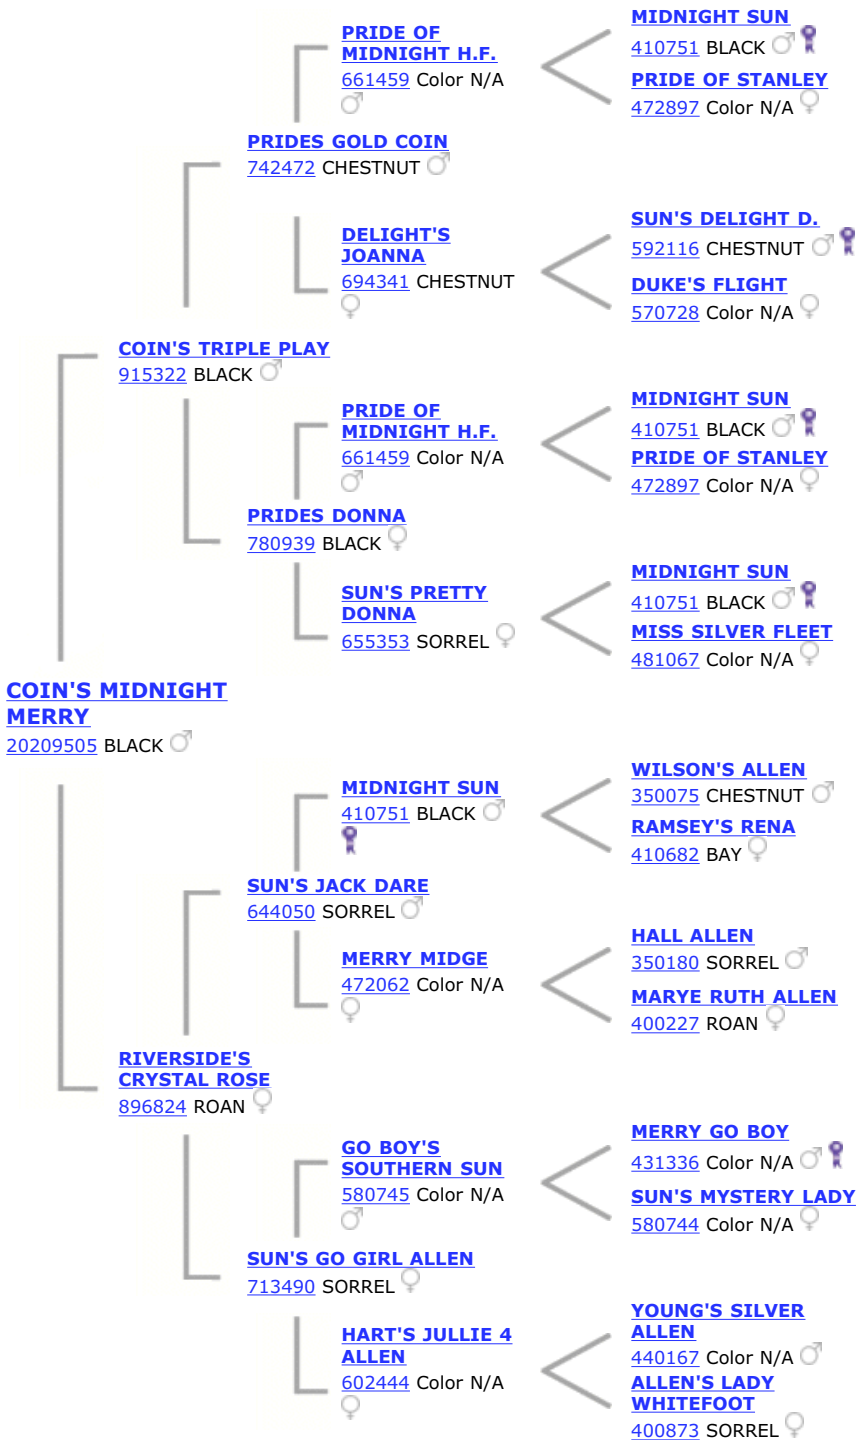 PRIDE OF
MIDNIGHT H.F.
661459 Color N/A
MIDNIGHT SUN
410751 BLACK
PRIDE OF STANLEY
472897 Color N/A
PRIDES GOLD COIN
742472 CHESTNUT
DELIGHT'S
JOANNA
694341 CHESTNUT
SUN'S DELIGHT D.
592116 CHESTNUT
DUKE'S FLIGHT
570728 Color N/A
COIN'S TRIPLE PLAY
915322 BLACK
PRIDE OF
MIDNIGHT H.F.
661459 Color N/A
MIDNIGHT SUN
410751 BLACK
PRIDE OF STANLEY
472897 Color N/A
PRIDES DONNA
780939 BLACK
SUN'S PRETTY
DONNA
655353 SORREL
MIDNIGHT SUN
410751 BLACK
MISS SILVER FLEET
481067 Color N/A
COIN'S MIDNIGHT
MERRY
20209505 BLACK
MIDNIGHT SUN
410751 BLACK
WILSON'S ALLEN
350075 CHESTNUT
RAMSEY'S RENA
410682 BAY
SUN'S JACK DARE
644050 SORREL
MERRY MIDGE
472062 Color N/A
HALL ALLEN
350180 SORREL
MARYE RUTH ALLEN
400227 ROAN
RIVERSIDE'S
CRYSTAL ROSE
896824 ROAN
GO BOY'S
SOUTHERN SUN
580745 Color N/A
MERRY GO BOY
431336 Color N/A
SUN'S MYSTERY LADY
580744 Color N/A
SUN'S GO GIRL ALLEN
713490 SORREL
HART'S JULLIE 4
ALLEN
602444 Color N/A
YOUNG'S SILVER
ALLEN
440167 Color N/A
ALLEN'S LADY
WHITEFOOT
400873 SORREL